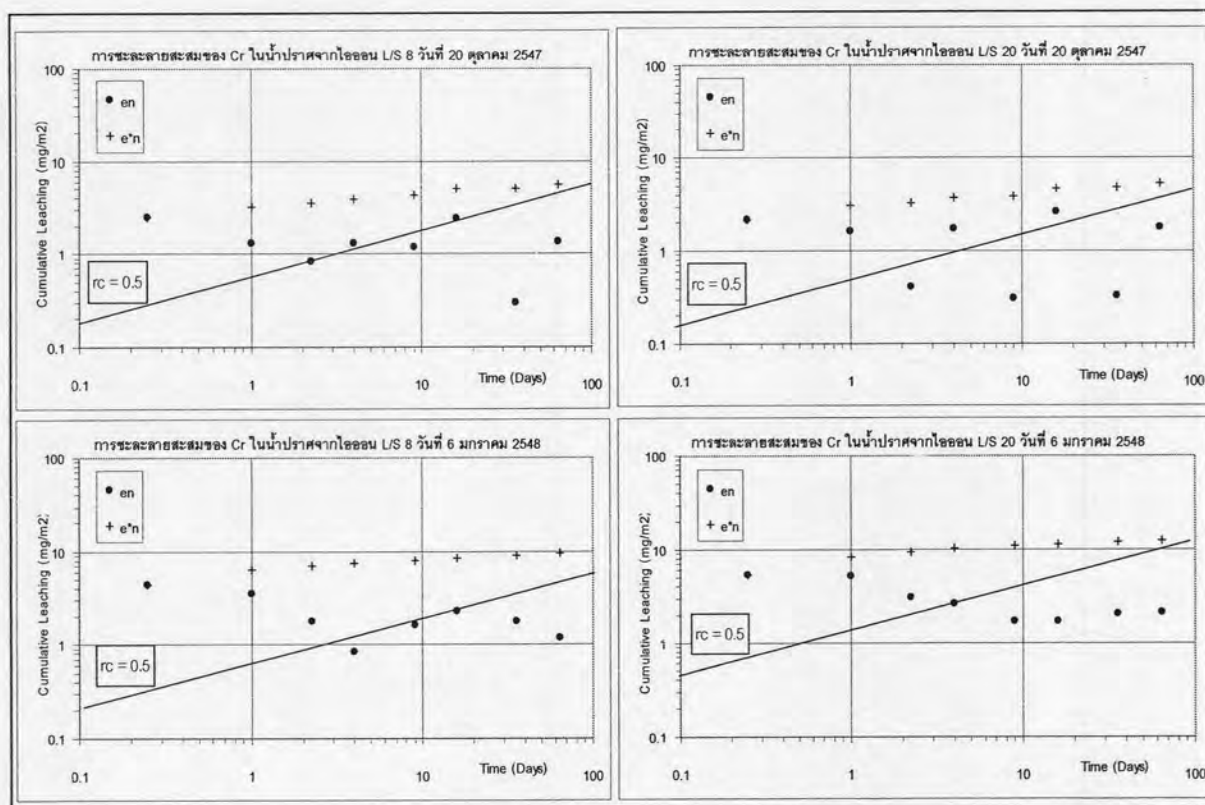 การชะละลายสะสมของ Cr ในน้ำปราศจากไอออน L/S 8 วันที่ 20 ตุลาคม 2547
100
10
1
0.1
Cumulative Leaching (mg/m2)
en
e*n
rc = 0.5
0.1
1
10
100
Time (Days)
การชะละลายสะสมของ Cr ในน้ำปราศจากไอออน L/S 20 วันที่ 20 ตุลาคม 2547
100
10
1
0.1
Cumulative Leaching (mg/m2)
en
e*n
rc = 0.5
0.1
1
10
100
Time (Days)
การชะละลายสะสมของ Cr ในน้ำปราศจากไอออน L/S 8 วันที่ 6 มกราคม 2548
100
10
1
0.1
Cumulative Leaching (mg/m2;
en
e*n
rc = 0.5
0.1
1
10
100
Time (Days)
การชะละลายสะสมของ Cr ในน้ำปราศจากไอออน L/S 20 วันที่ 6 มกราคม 2548
100
10
1
0.1
Cumulative Leaching (mg/m2;
en
e*n
rc = 0.5
0.1
1
10
100
Time (Days)